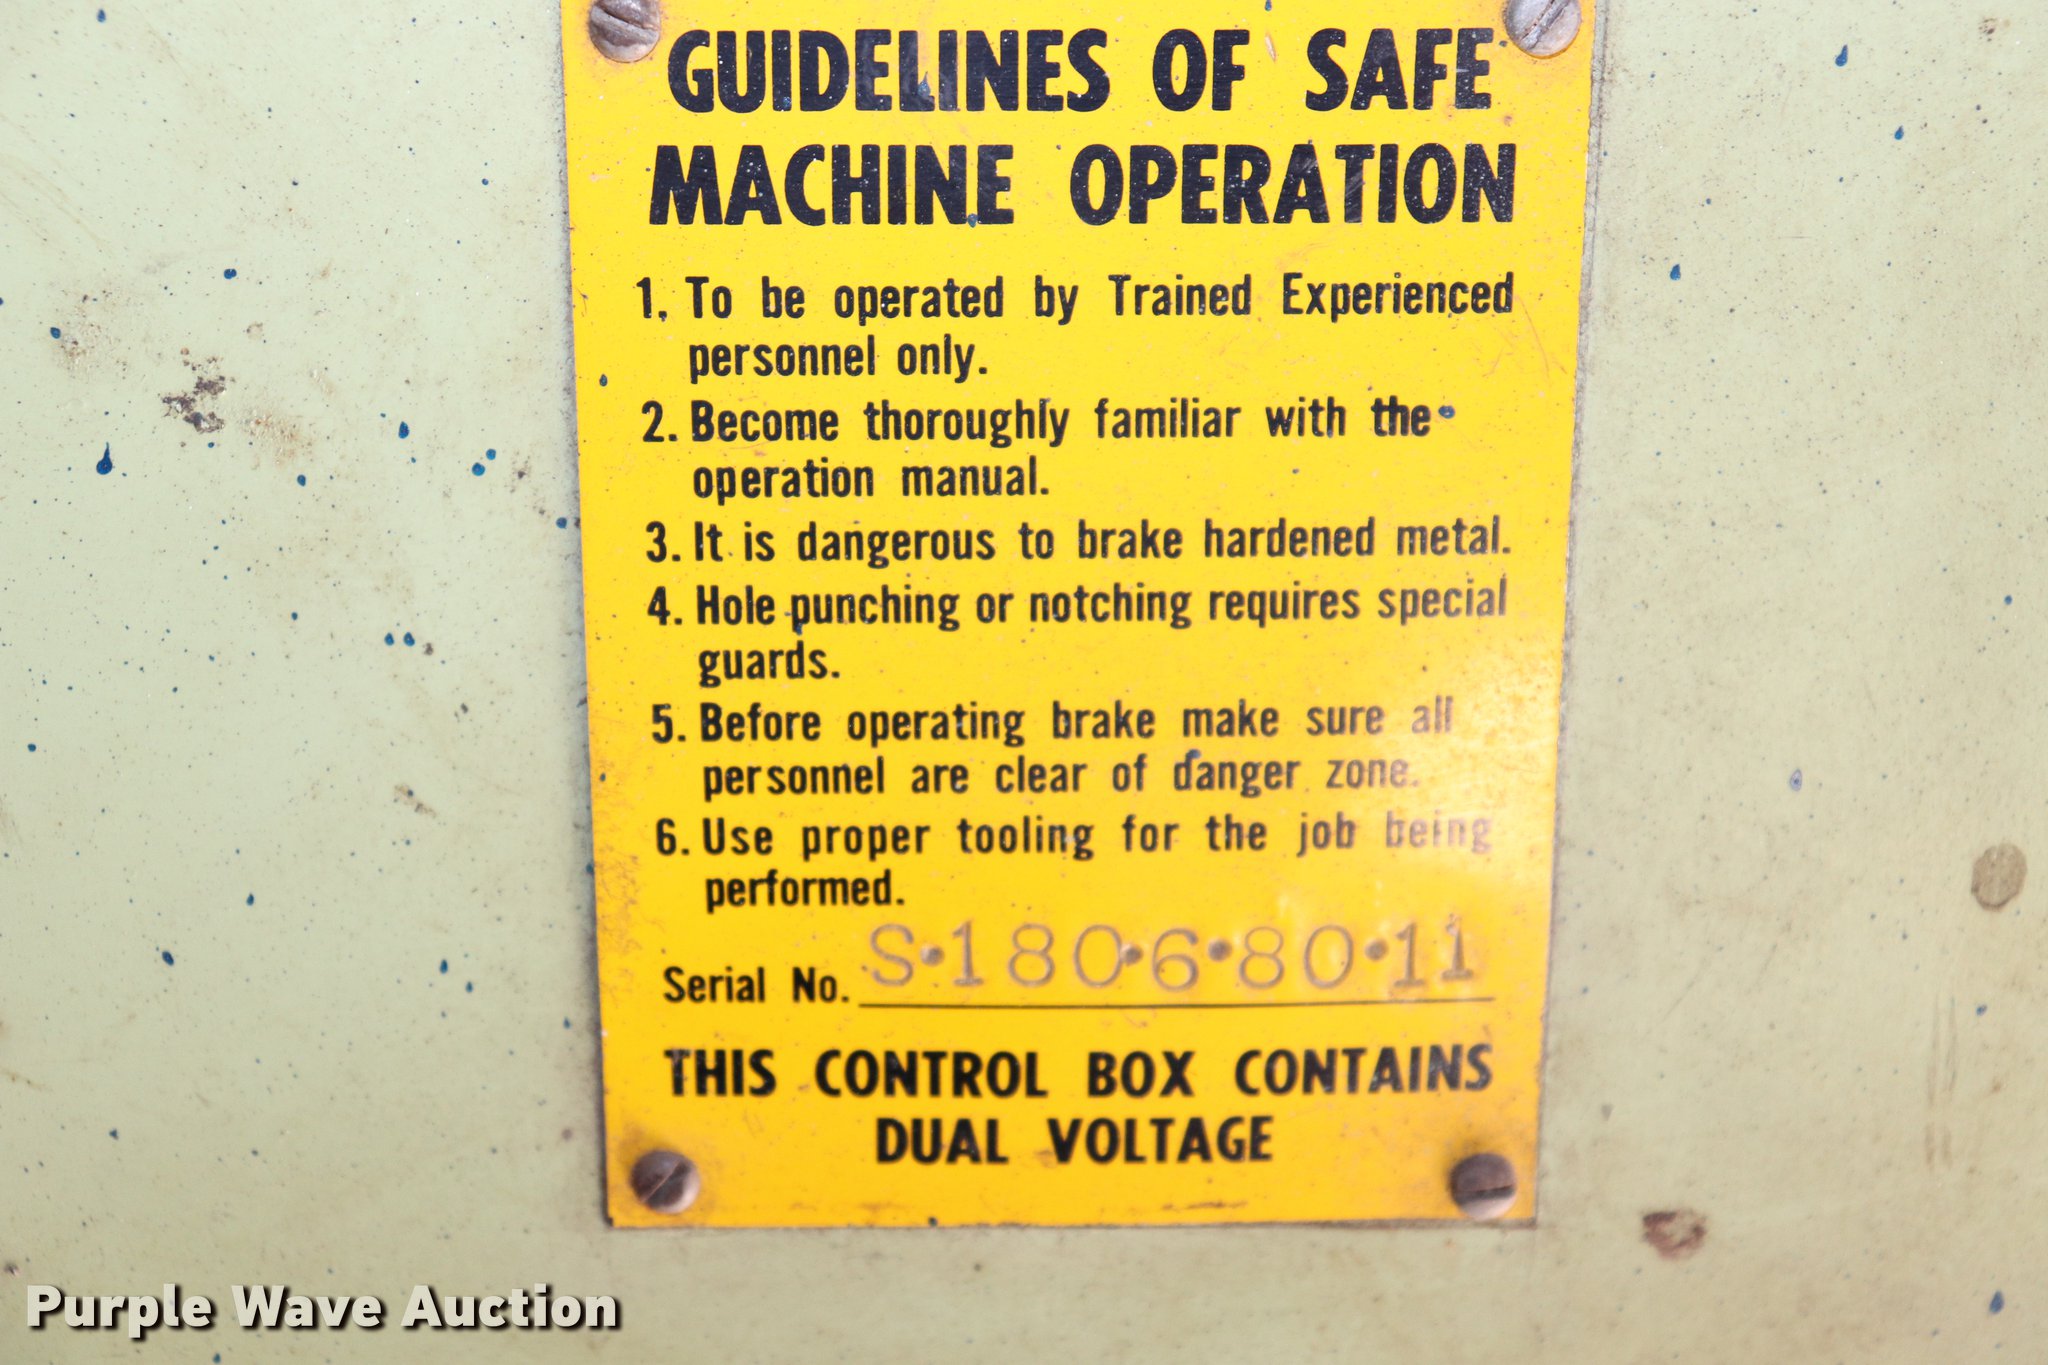 GUIDELINES OF SAFE
MACHINE OPERATION
1. To be operated by Trained Experienced
personnel only.
2. Become thoroughly familiar with the
operation manual.
3. It is dangerous to brake hardened metal.
4. Hole punching or notching requires special
guards.
5. Before operating brake make sure all
personnel are clear of danger zone.
6. Use proper tooling for the job being
performed.
Serial No. S•180•6•80•11
THIS CONTROL BOX CONTAINS
DUAL VOLTAGE
Purple Wave Auction